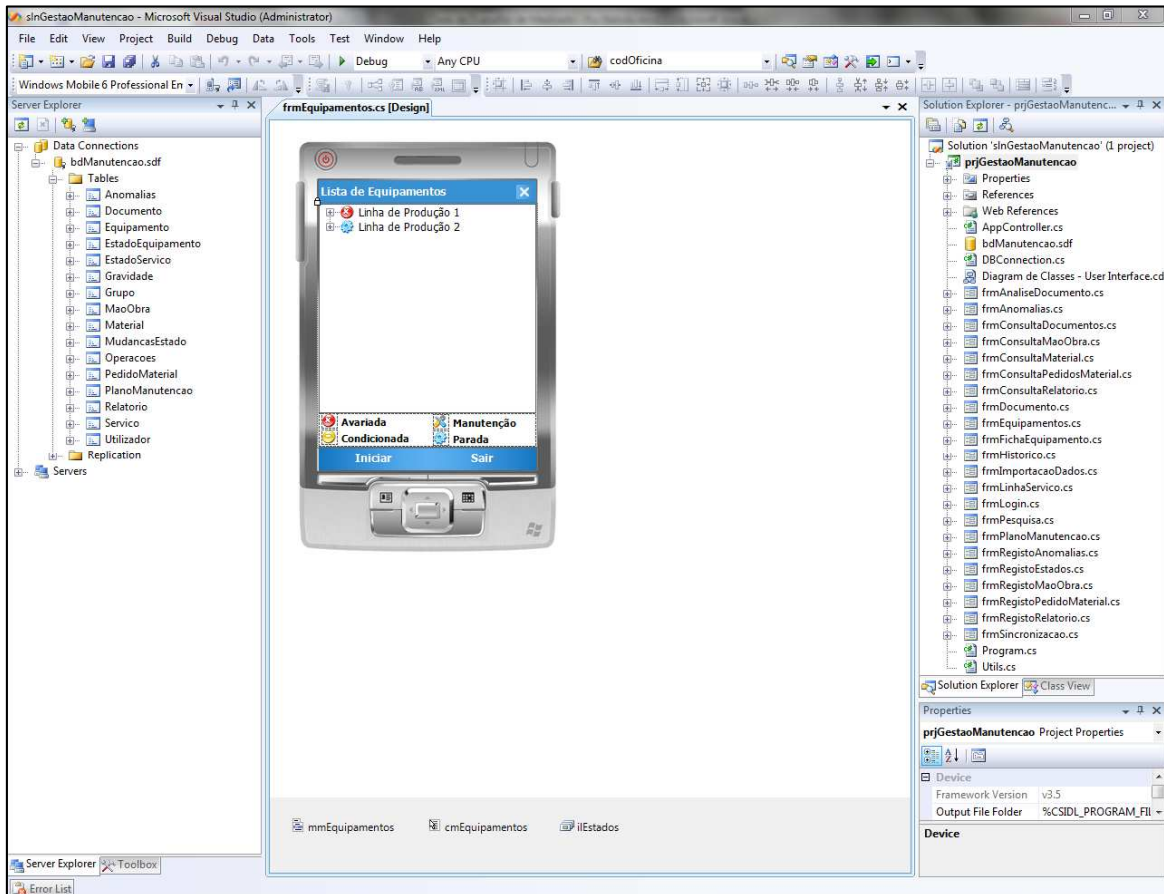 slnGestaoManutencao - Microsoft Visual Studio (Administrator)
File Edit View Project Build Debug Data Tools Test Window Help
Debug Any CPU codOficina
Windows Mobile 6 Professional En
Server Explorer
Data Connections
bdManutencao.sdf
Tables
Anomalias
Documento
Equipamento
EstadoEquipamento
EstadoServico
Gravidade
Grupo
MaoObra
Material
MudancasEstado
Operacoes
PedidoMaterial
PlanoManutencao
Relatorio
Servico
Utilizador
Replication
Servers
Server Explorer Toolbox
Error List
frmEquipamentos.cs [Design]
Lista de Equipamentos
Linha de Produção 1
Linha de Produção 2
Avariada Manutenção
Condicionada Parada
Iniciar Sair
mmEquipamentos cmEquipamentos ilEstados
Solution Explorer - prjGestaoManutenc...
Solution 'slnGestaoManutencao' (1 project)
prjGestaoManutencao
Properties
References
Web References
AppController.cs
bdManutencao.sdf
DBConnection.cs
Diagram de Classes - User Interface.cd
frmAnaliseDocumento.cs
frmAnomalias.cs
frmConsultaDocumentos.cs
frmConsultaMaoObra.cs
frmConsultaMaterial.cs
frmConsultaPedidosMaterial.cs
frmConsultaRelatorio.cs
frmDocumento.cs
frmEquipamentos.cs
frmFichaEquipamento.cs
frmHistorico.cs
frmImportacaoDados.cs
frmLinhaServico.cs
frmLogin.cs
frmPesquisa.cs
frmPlanoManutencao.cs
frmRegistoAnomalias.cs
frmRegistoEstados.cs
frmRegistoMaoObra.cs
frmRegistoPedidoMaterial.cs
frmRegistoRelatorio.cs
frmSincronizacao.cs
Program.cs
Utils.cs
Solution Explorer Class View
Properties
prjGestaoManutencao Project Properties
Device
Framework Version v3.5
Output File Folder %CSIDL_PROGRAM_FIL
Device